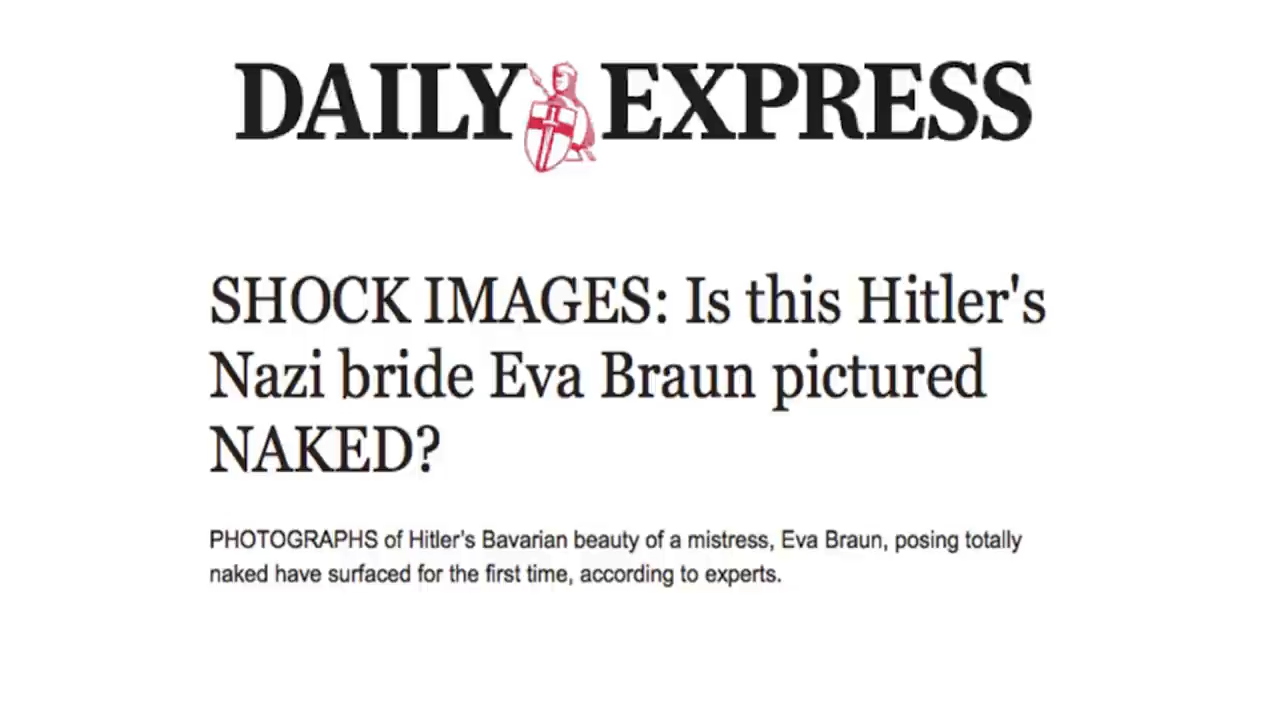 DAILY EXPRESS
SHOCK IMAGES: Is this Hitler's
Nazi bride Eva Braun pictured
NAKED?
PHOTOGRAPHS of Hitler’s Bavarian beauty of a mistress, Eva Braun, posing totally
naked have surfaced for the first time, according to experts.